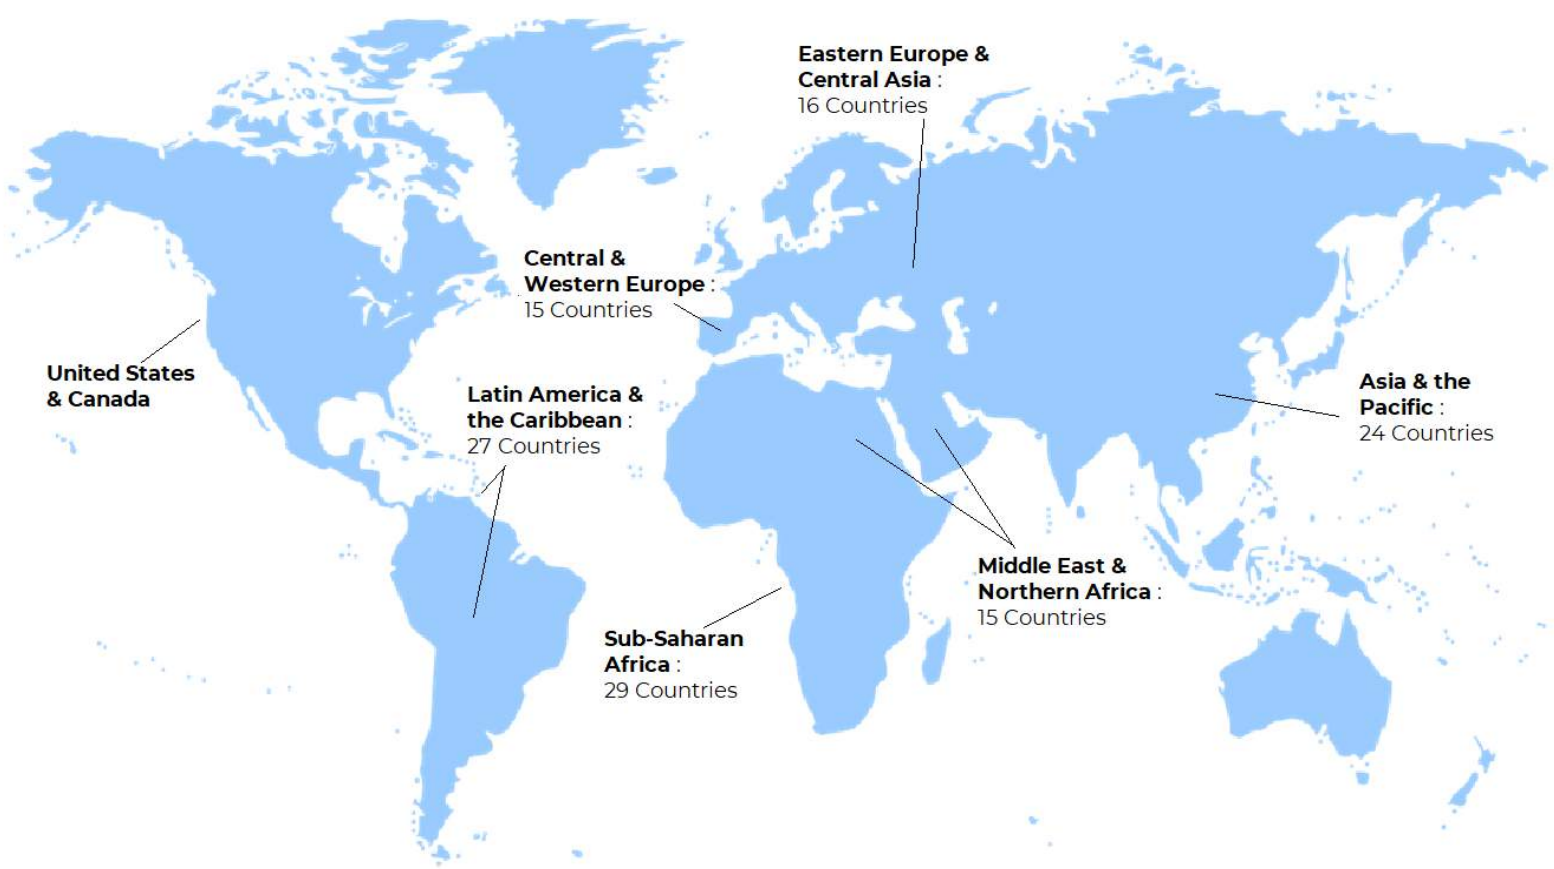 Eastern Europe &
Central Asia :
16 Countries
Central &
Western Europe :
15 Countries
United States
& Canada
Latin America &
the Caribbean :
27 Countries
Asia & the
Pacific :
24 Countries
Middle East &
Northern Africa :
15 Countries
Sub-Saharan
Africa :
29 Countries